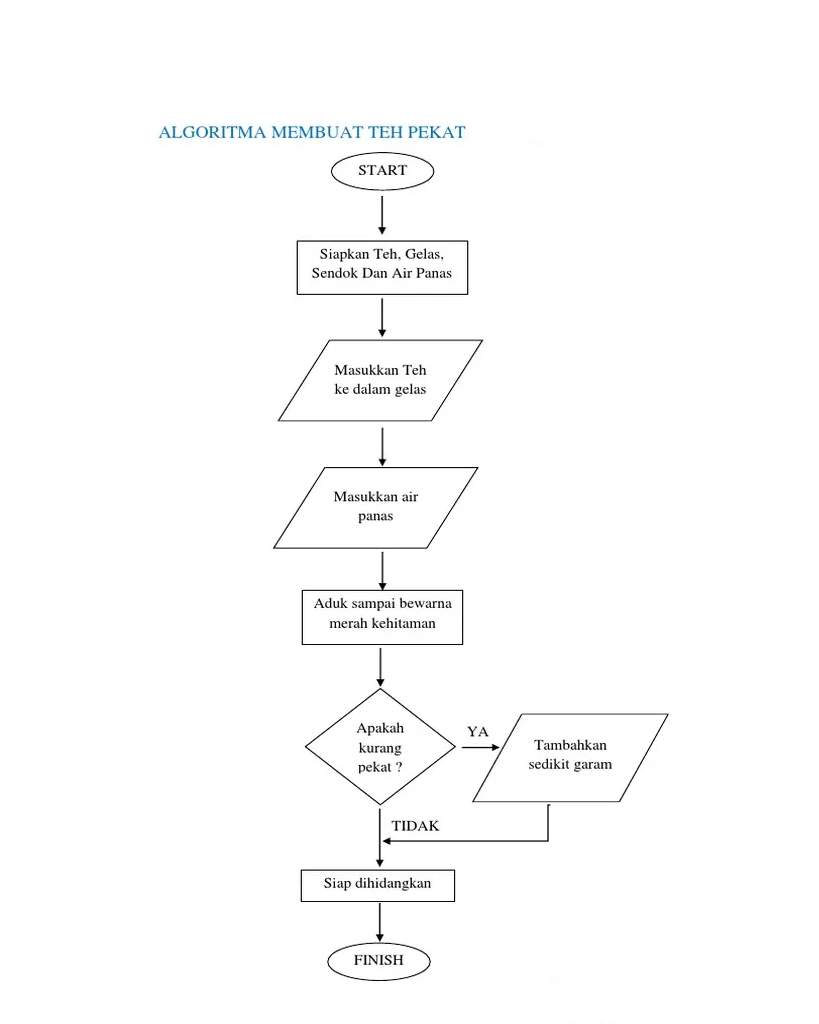 ALGORITMA MEMBUAT TEH PEKAT
START
Siapkan Teh, Gelas,
Sendok Dan Air Panas
Masukkan Teh
ke dalam gelas
Masukkan air
panas
Aduk sampai bewarna
merah kehitaman
Apakah
kurang
pekat ?
YA
Tambahkan
sedikit garam
TIDAK
Siap dihidangkan
FINISH